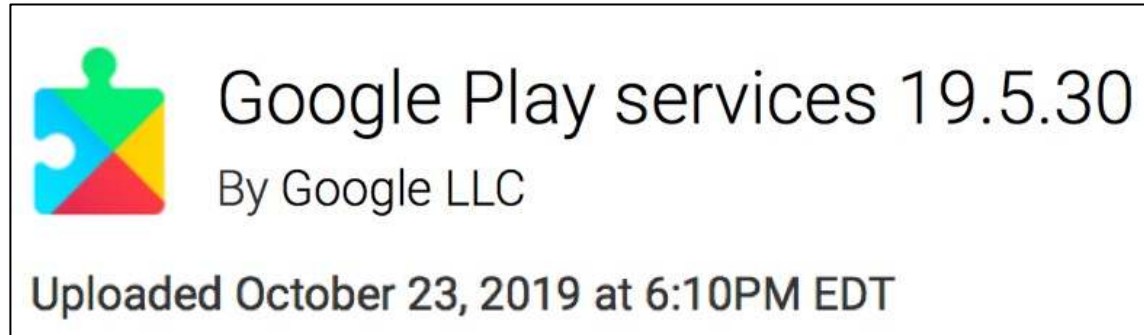 Google Play services 19.5.30
By Google LLC
Uploaded October 23, 2019 at 6:10PM EDT